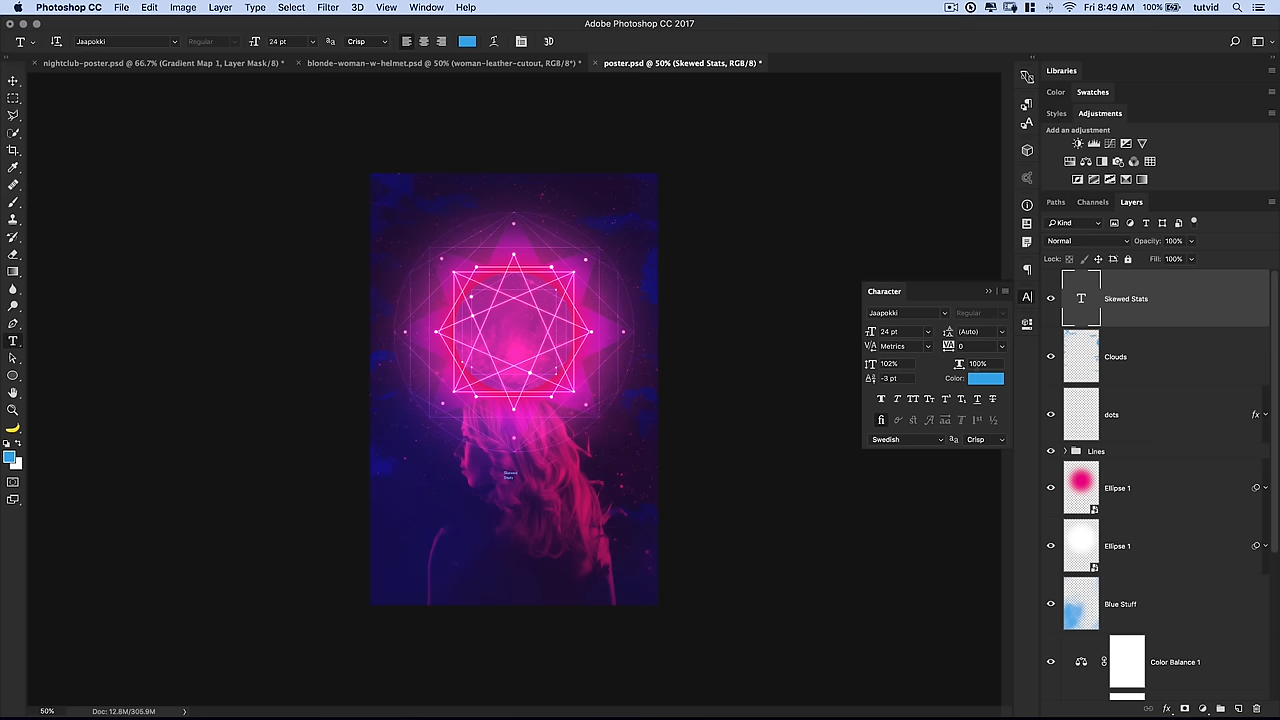 Photoshop CC File Edit Image Layer Type Select Filter 3D View Window Help Fri 8:49 AM 100% tutvid
Adobe Photoshop CC 2017
T Jaapokki Regular 24 pt Crisp 3D
nightclub-poster.psd @ 66.7% (Gradient Map 1, Layer Mask/8) * blonde-woman-w-helmet.psd @ 50% (woman-leather-cutout, RGB/8*) * poster.psd @ 50% (Skewed Stats, RGB/8) *
Libraries
Color Swatches
Styles Adjustments
Add an adjustment
Paths Channels Layers
Kind
Normal Opacity: 100%
Lock: Fill: 100%
Skewed Stats
Clouds
dots fx
Lines
Ellipse 1
Ellipse 1
Blue Stuff
Color Balance 1
Character
Jaapokki Regular
24 pt (Auto)
Metrics 0
102% 100%
-3 pt Color:
Swedish Crisp
Skewed
Stats
50% Doc: 12.8M/305.9M